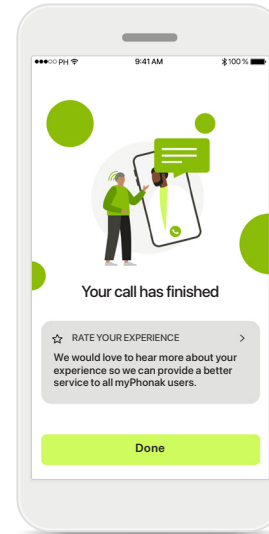 ●●●○○ PH 9:41 AM 100 %
Your call has finished
RATE YOUR EXPERIENCE
We would love to hear more about your
experience so we can provide a better
service to all myPhonak users.
Done